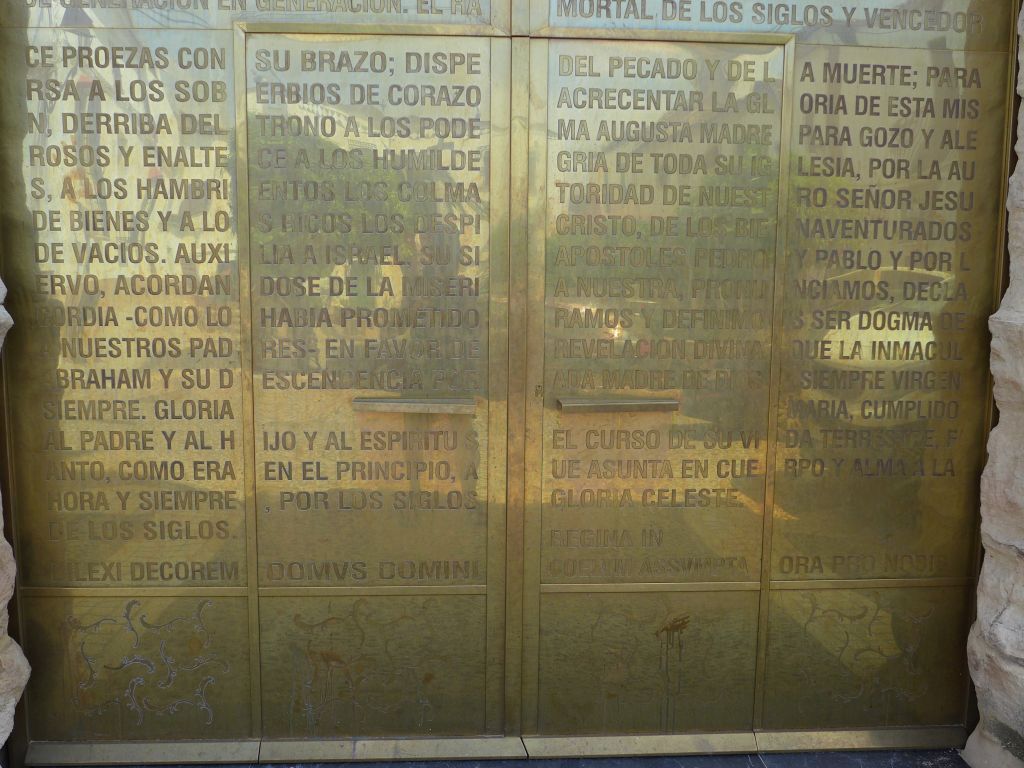 DE GENERACIÓN EN GENERACIÓN. EL HA
CE PROEZAS CON SU BRAZO; DISPE
RSA A LOS SOB ERBIOS DE CORAZO
N, DERRIBA DEL TRONO A LOS PODE
ROSOS Y ENALTE CE A LOS HUMILDE
S, A LOS HAMBRI ENTOS LOS COLMA
DE BIENES Y A LO S RICOS LOS DESPI
DE VACIOS. AUXI LIA A ISRAEL, SU SI
ERVO, ACORDAN DOSE DE LA MISERI
CORDIA -COMO LO HABIA PROMETIDO
A NUESTROS PAD RES- EN FAVOR DE
ABRAHAM Y SU D ESCENDENCIA POR
SIEMPRE. GLORIA
AL PADRE Y AL H IJO Y AL ESPIRITU S
ANTO, COMO ERA EN EL PRINCIPIO, A
HORA Y SIEMPRE , POR LOS SIGLOS
DE LOS SIGLOS.
DILEXI DECOREM DOMVS DOMINI
MORTAL DE LOS SIGLOS Y VENCEDOR
DEL PECADO Y DE L A MUERTE; PARA
ACRECENTAR LA GL ORIA DE ESTA MIS
MA AUGUSTA MADRE PARA GOZO Y ALE
GRIA DE TODA SU IG LESIA, POR LA AU
TORIDAD DE NUEST RO SEÑOR JESU
CRISTO, DE LOS BIE NAVENTURADOS
APOSTOLES PEDRO Y PABLO Y POR L
A NUESTRA, PRONU NCIAMOS, DECLA
RAMOS Y DEFINIMO S SER DOGMA DE
REVELACION DIVINA QUE LA INMACUL
ADA MADRE DE DIOS SIEMPRE VIRGEN
MARIA, CUMPLIDO
EL CURSO DE SU VI DA TERRESTRE, F
UE ASUNTA EN CUE RPO Y ALMA A LA
GLORIA CELESTE.
REGINA IN
COELUM ASSVMPTA ORA PRO NOBIS